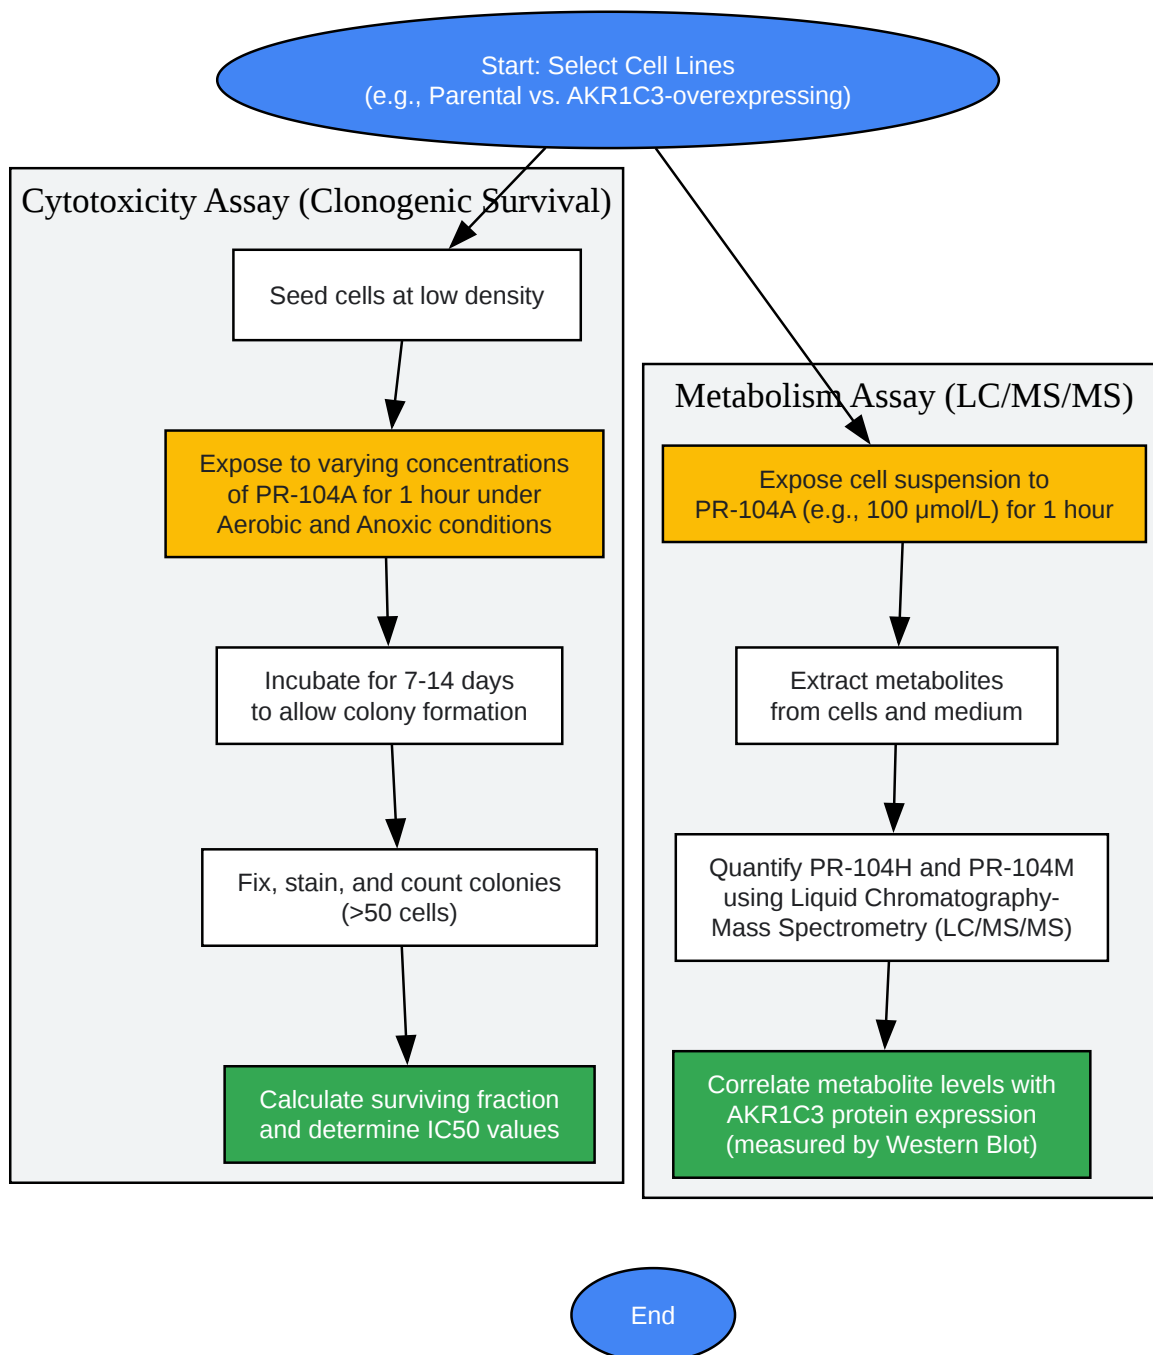 Start: Select Cell Lines
(e.g., Parental vs. AKR1C3-overexpressing)
Cytotoxicity Assay (Clonogenic Survival)
Seed cells at low density
Expose to varying concentrations
of PR-104A for 1 hour under
Aerobic and Anoxic conditions
Incubate for 7-14 days
to allow colony formation
Fix, stain, and count colonies
(>50 cells)
Calculate surviving fraction
and determine IC50 values
Metabolism Assay (LC/MS/MS)
Expose cell suspension to
PR-104A (e.g., 100 μmol/L) for 1 hour
Extract metabolites
from cells and medium
Quantify PR-104H and PR-104M
using Liquid Chromatography-
Mass Spectrometry (LC/MS/MS)
Correlate metabolite levels with
AKR1C3 protein expression
(measured by Western Blot)
End